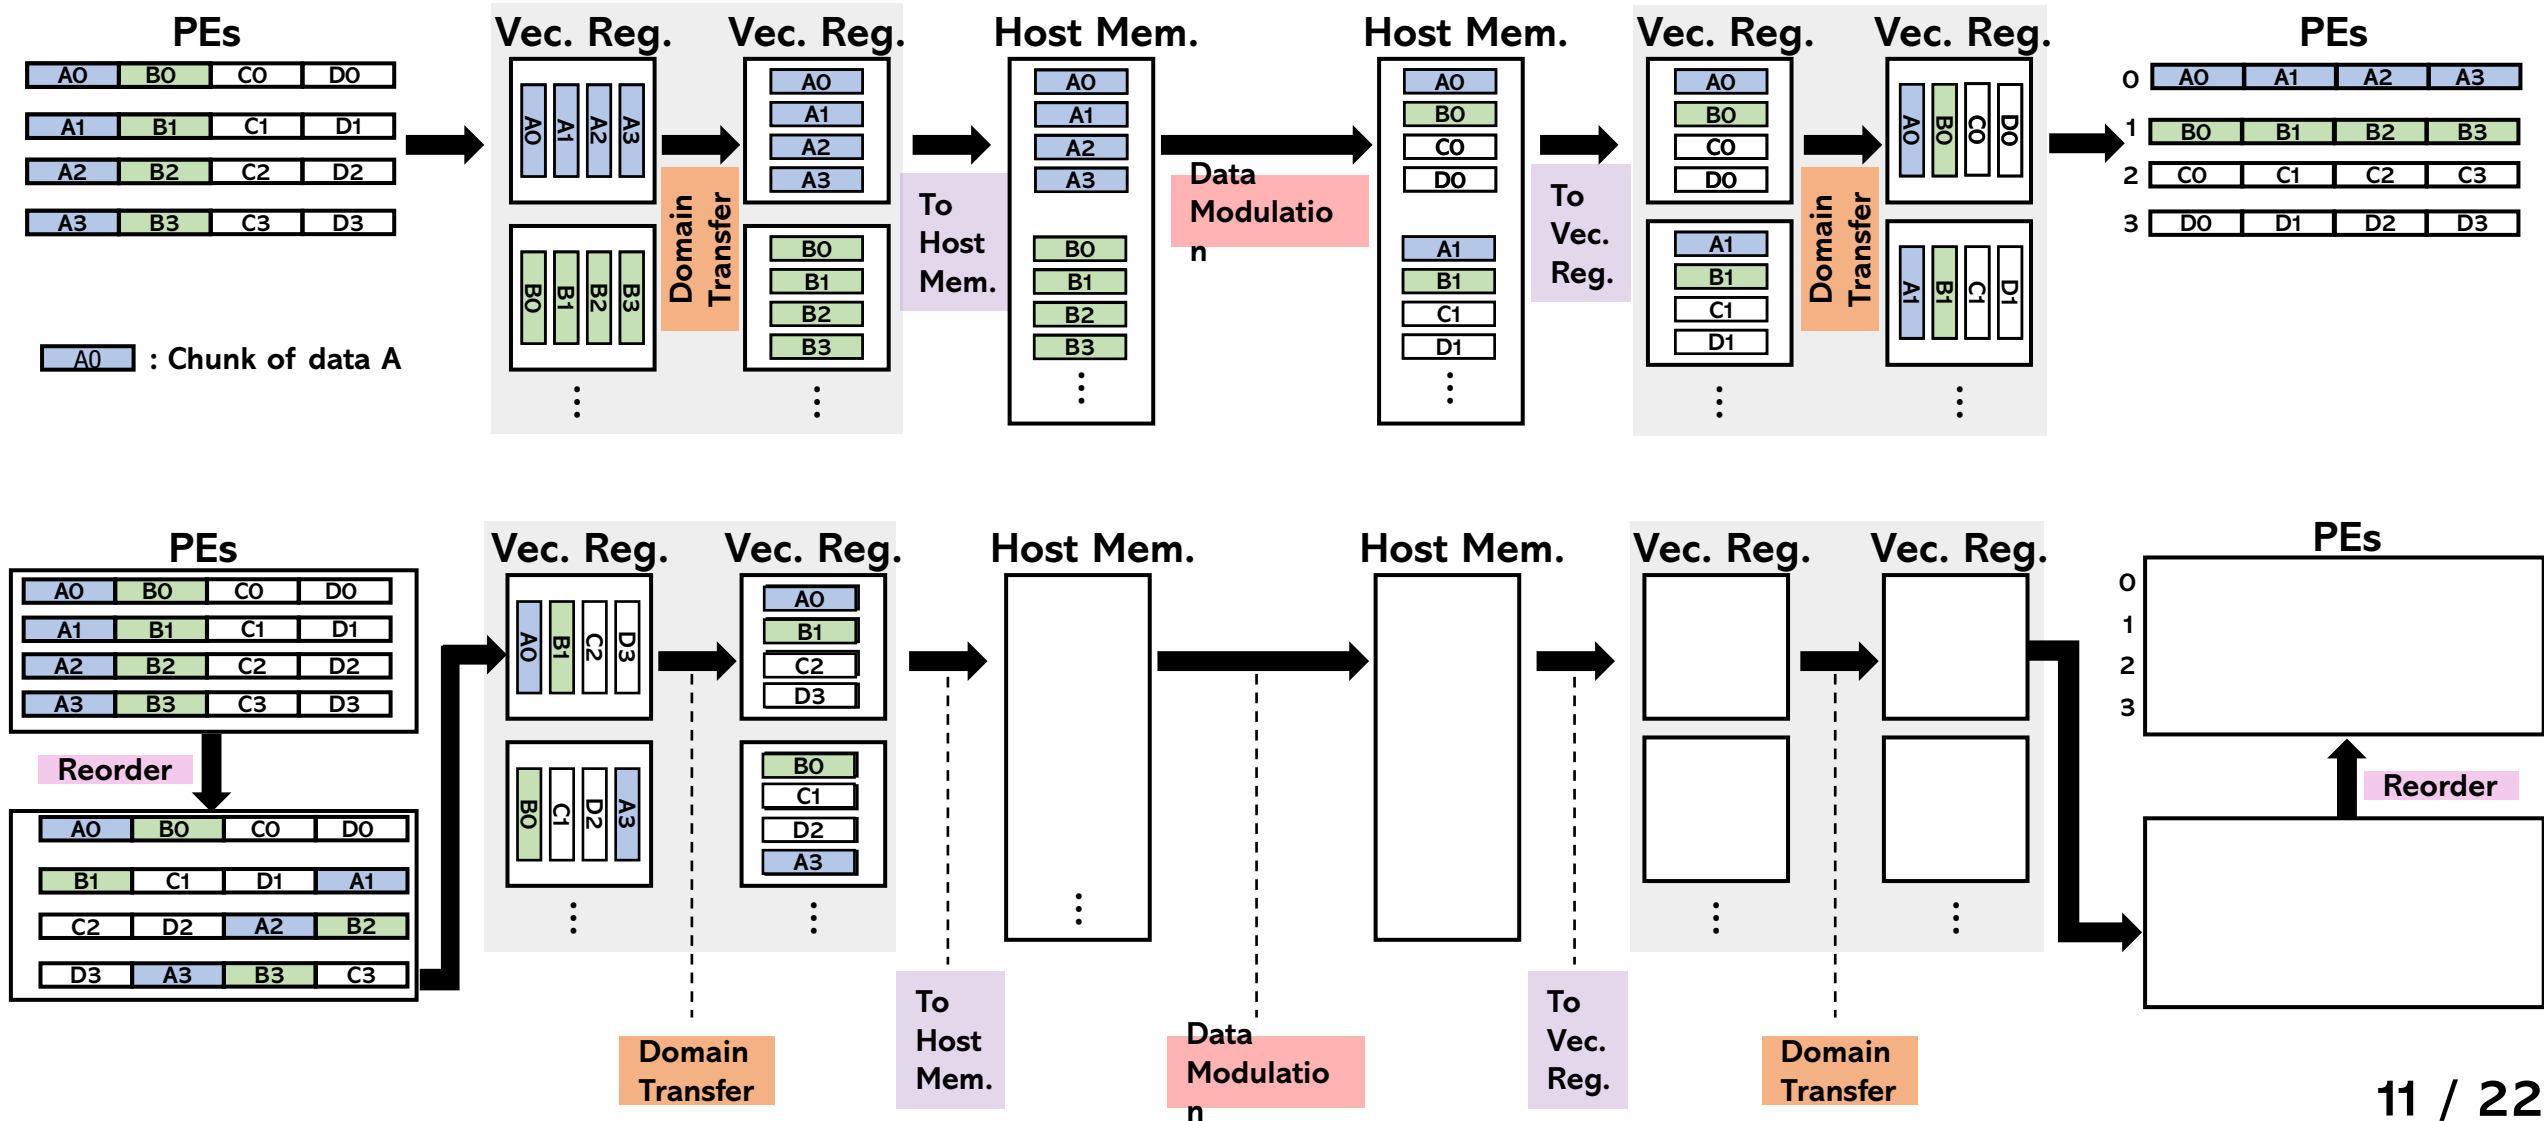 PEs
A0 B0 C0 D0
A1 B1 C1 D1
A2 B2 C2 D2
A3 B3 C3 D3
A0 : Chunk of data A
Vec. Reg.
A0 A1 A2 A3
B0 B1 B2 B3
⋮
Domain
Transfer
Vec. Reg.
A0
A1
A2
A3
B0
B1
B2
B3
⋮
To
Host
Mem.
Host Mem.
A0
A1
A2
A3
B0
B1
B2
B3
⋮
Data
Modulatio
n
Host Mem.
A0
B0
C0
D0
A1
B1
C1
D1
⋮
To
Vec.
Reg.
Vec. Reg.
A0
B0
C0
D0
A1
B1
C1
D1
⋮
Domain
Transfer
Vec. Reg.
A0 B0 C0 D0
A1 B1 C1 D1
⋮
PEs
0 A0 A1 A2 A3
1 B0 B1 B2 B3
2 C0 C1 C2 C3
3 D0 D1 D2 D3
PEs
A0 B0 C0 D0
A1 B1 C1 D1
A2 B2 C2 D2
A3 B3 C3 D3
Reorder
A0 B0 C0 D0
B1 C1 D1 A1
C2 D2 A2 B2
D3 A3 B3 C3
Vec. Reg.
A0 B1 C2 D3
B0 C1 D2 A3
⋮
Domain
Transfer
Vec. Reg.
A0
B1
C2
D3
B0
C1
D2
A3
⋮
To
Host
Mem.
Host Mem.
⋮
Data
Modulatio
n
Host Mem.
To
Vec.
Reg.
Vec. Reg.
⋮
Domain
Transfer
Vec. Reg.
⋮
PEs
0
1
2
3
Reorder
11 / 22